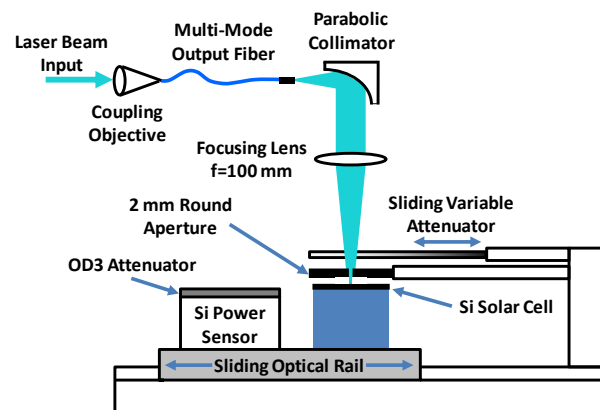 Laser Beam
Input
Multi-Mode
Output Fiber
Parabolic
Collimator
Coupling
Objective
Focusing Lens
f=100 mm
2 mm Round
Aperture
Sliding Variable
Attenuator
OD3 Attenuator
Si Power
Sensor
Si Solar Cell
Sliding Optical Rail